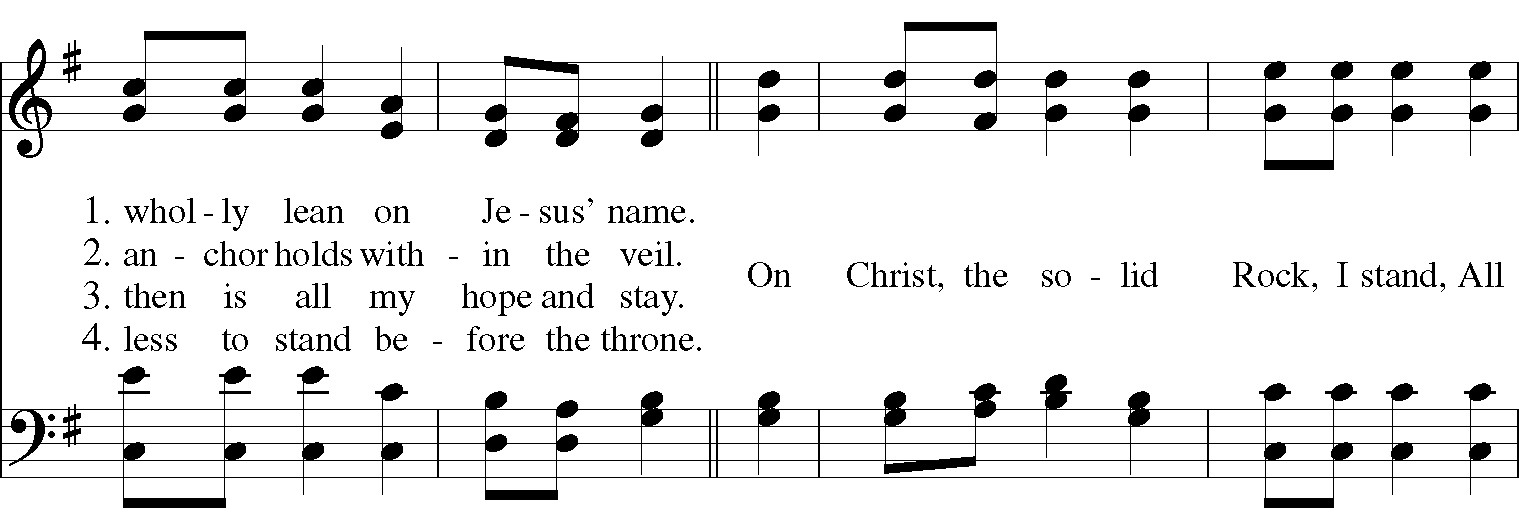 1. whol - ly lean on Je - sus’ name.
2. an - chor holds with - in the veil.
3. then is all my hope and stay.
4. less to stand be - fore the throne.
On Christ, the so - lid Rock, I stand, All